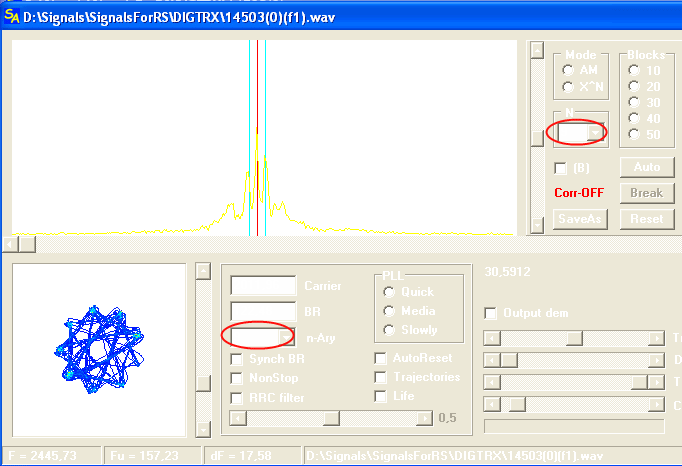 SA D:\Signals\SignalsForRS\DIGTRX\14503(0)(f1).wav
Mode
AM
X^N
Blocks
10
20
30
40
50
N
(B)
Auto
Corr-OFF
Break
SaveAs
Reset
Carrier
BR
n-Ary
Synch BR
NonStop
RRC filter
PLL
Quick
Media
Slowly
AutoReset
Trajectories
Life
0,5
30,5912
Output dem
D
T
C
F = 2445,73
Fu = 157,23
dF = 17,58
D:\Signals\SignalsForRS\DIGTRX\14503(0)(f1).wav